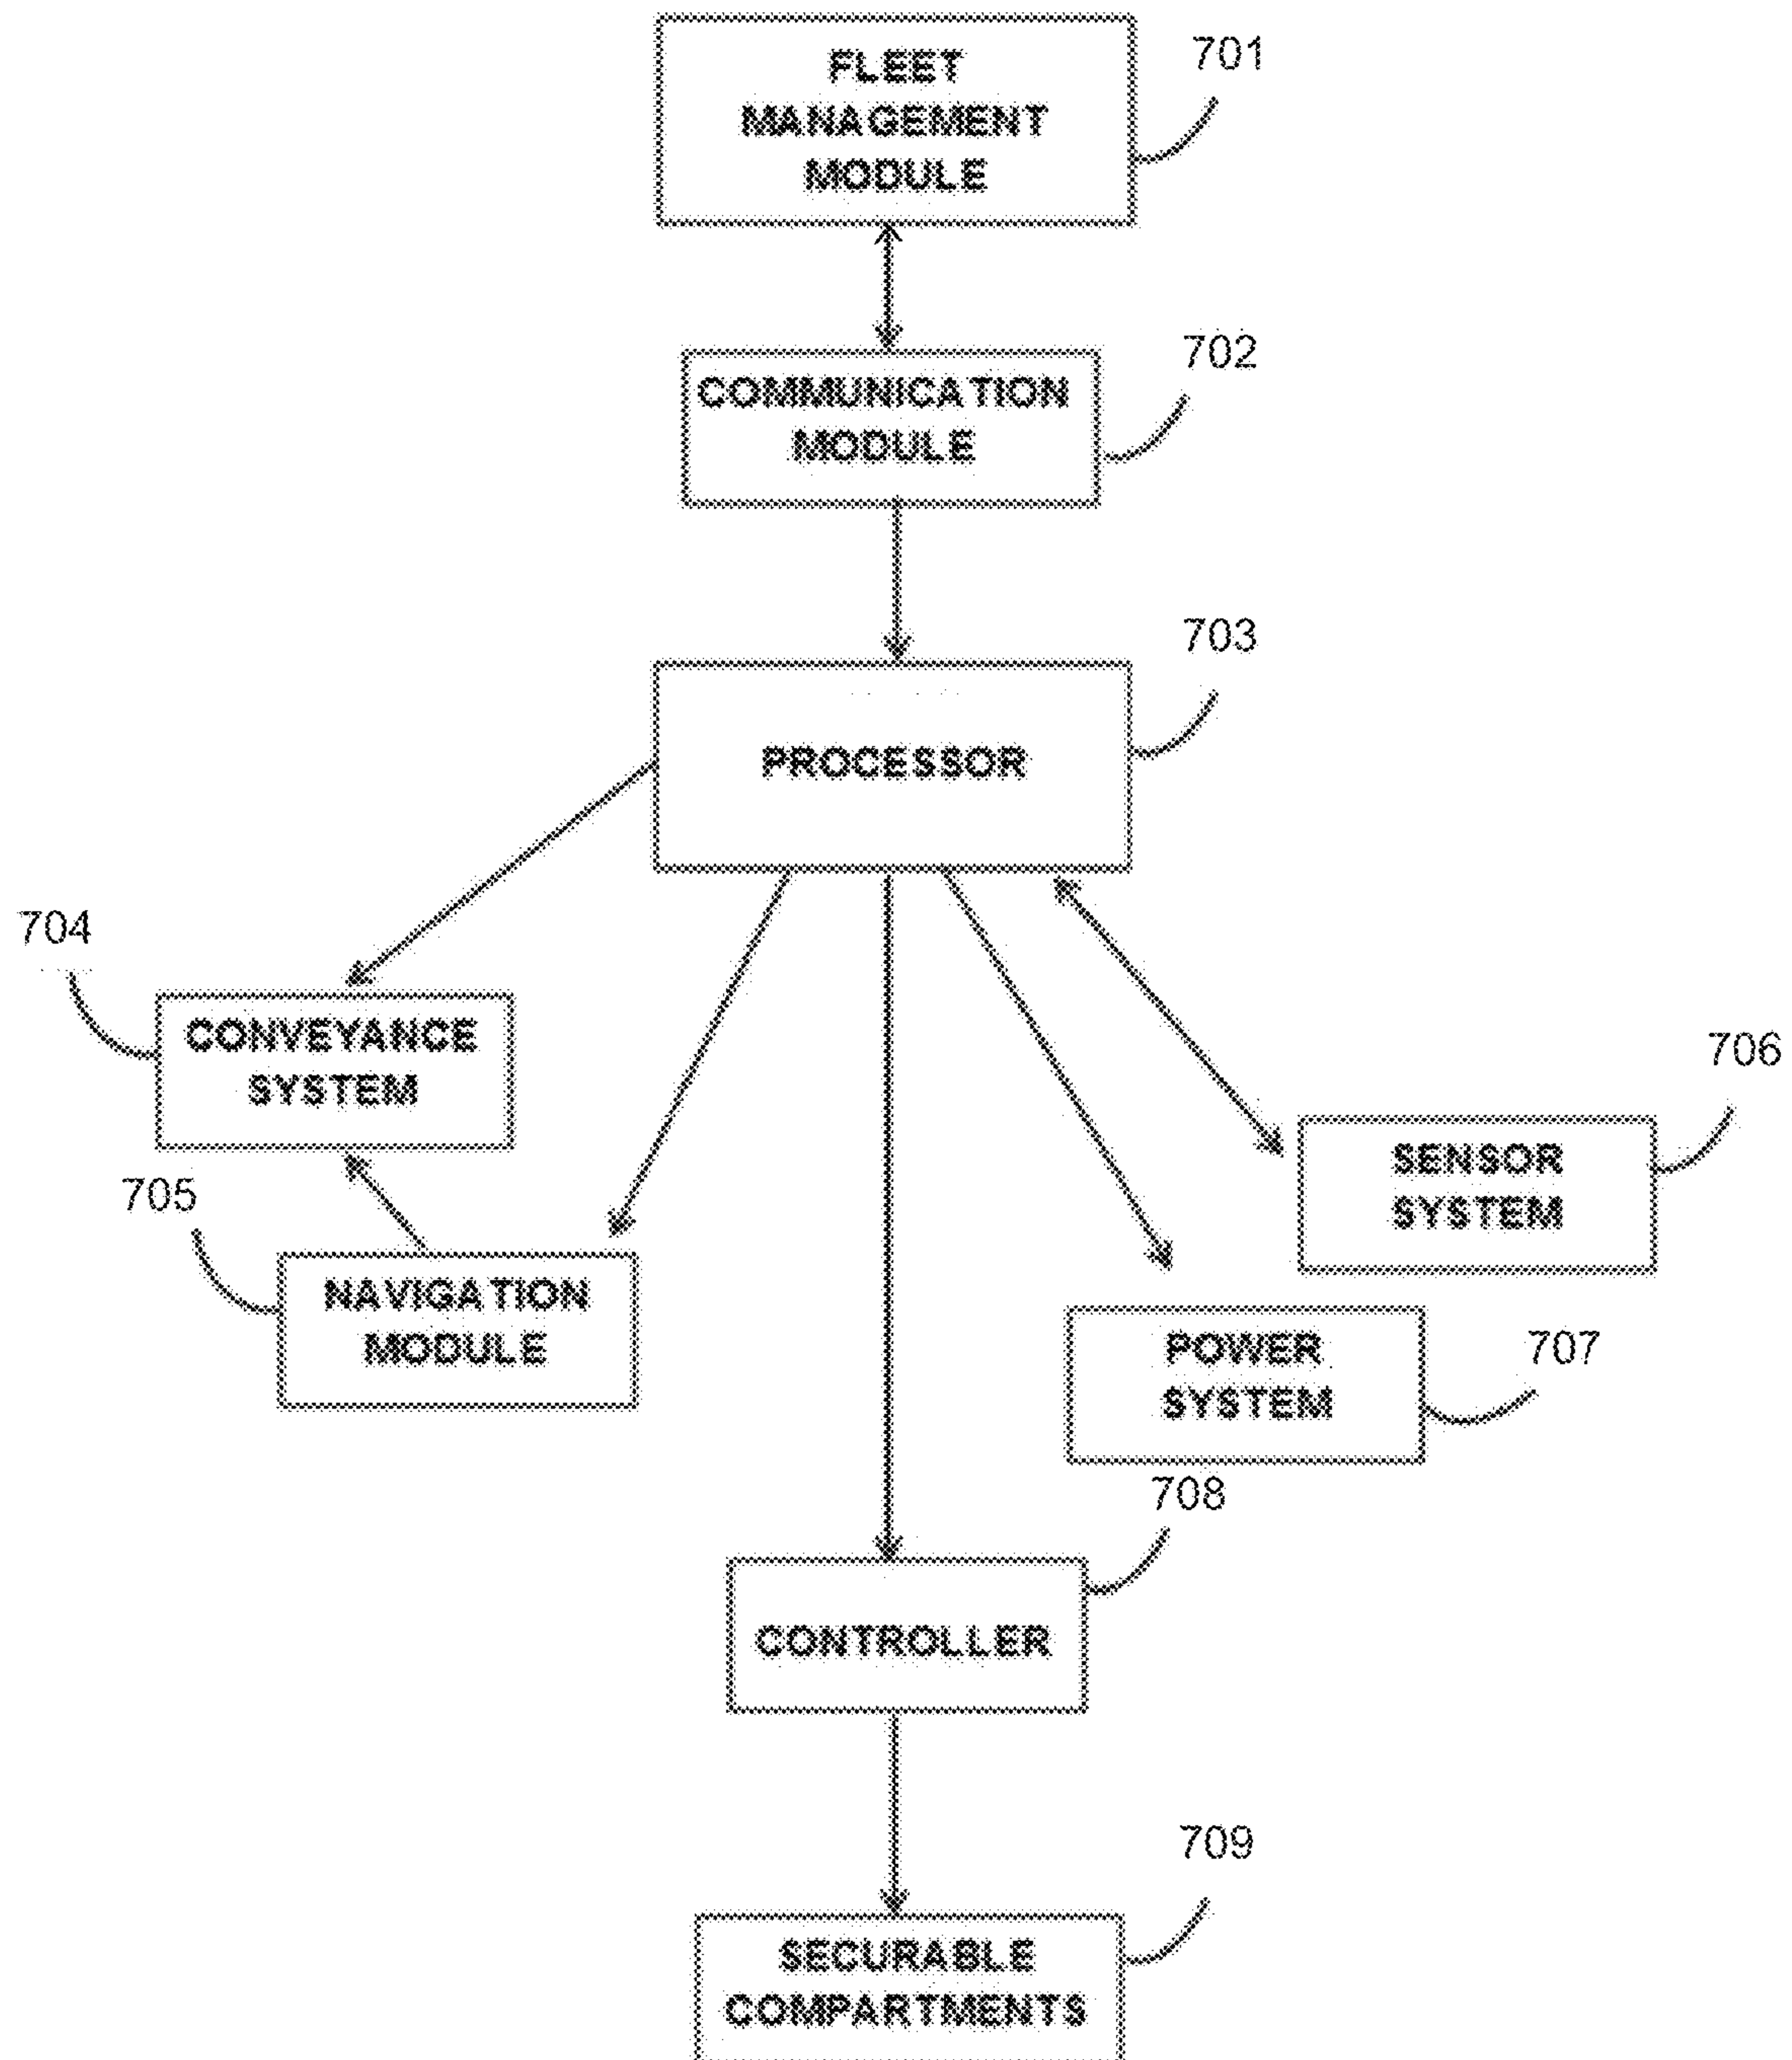 FLEET
MANAGEMENT
MODULE
701
COMMUNICATION
MODULE
702
PROCESSOR
703
704
CONVEYANCE
SYSTEM
705
NAVIGATION
MODULE
706
SENSOR
SYSTEM
POWER
SYSTEM
707
708
CONTROLLER
709
SECURABLE
COMPARTMENTS